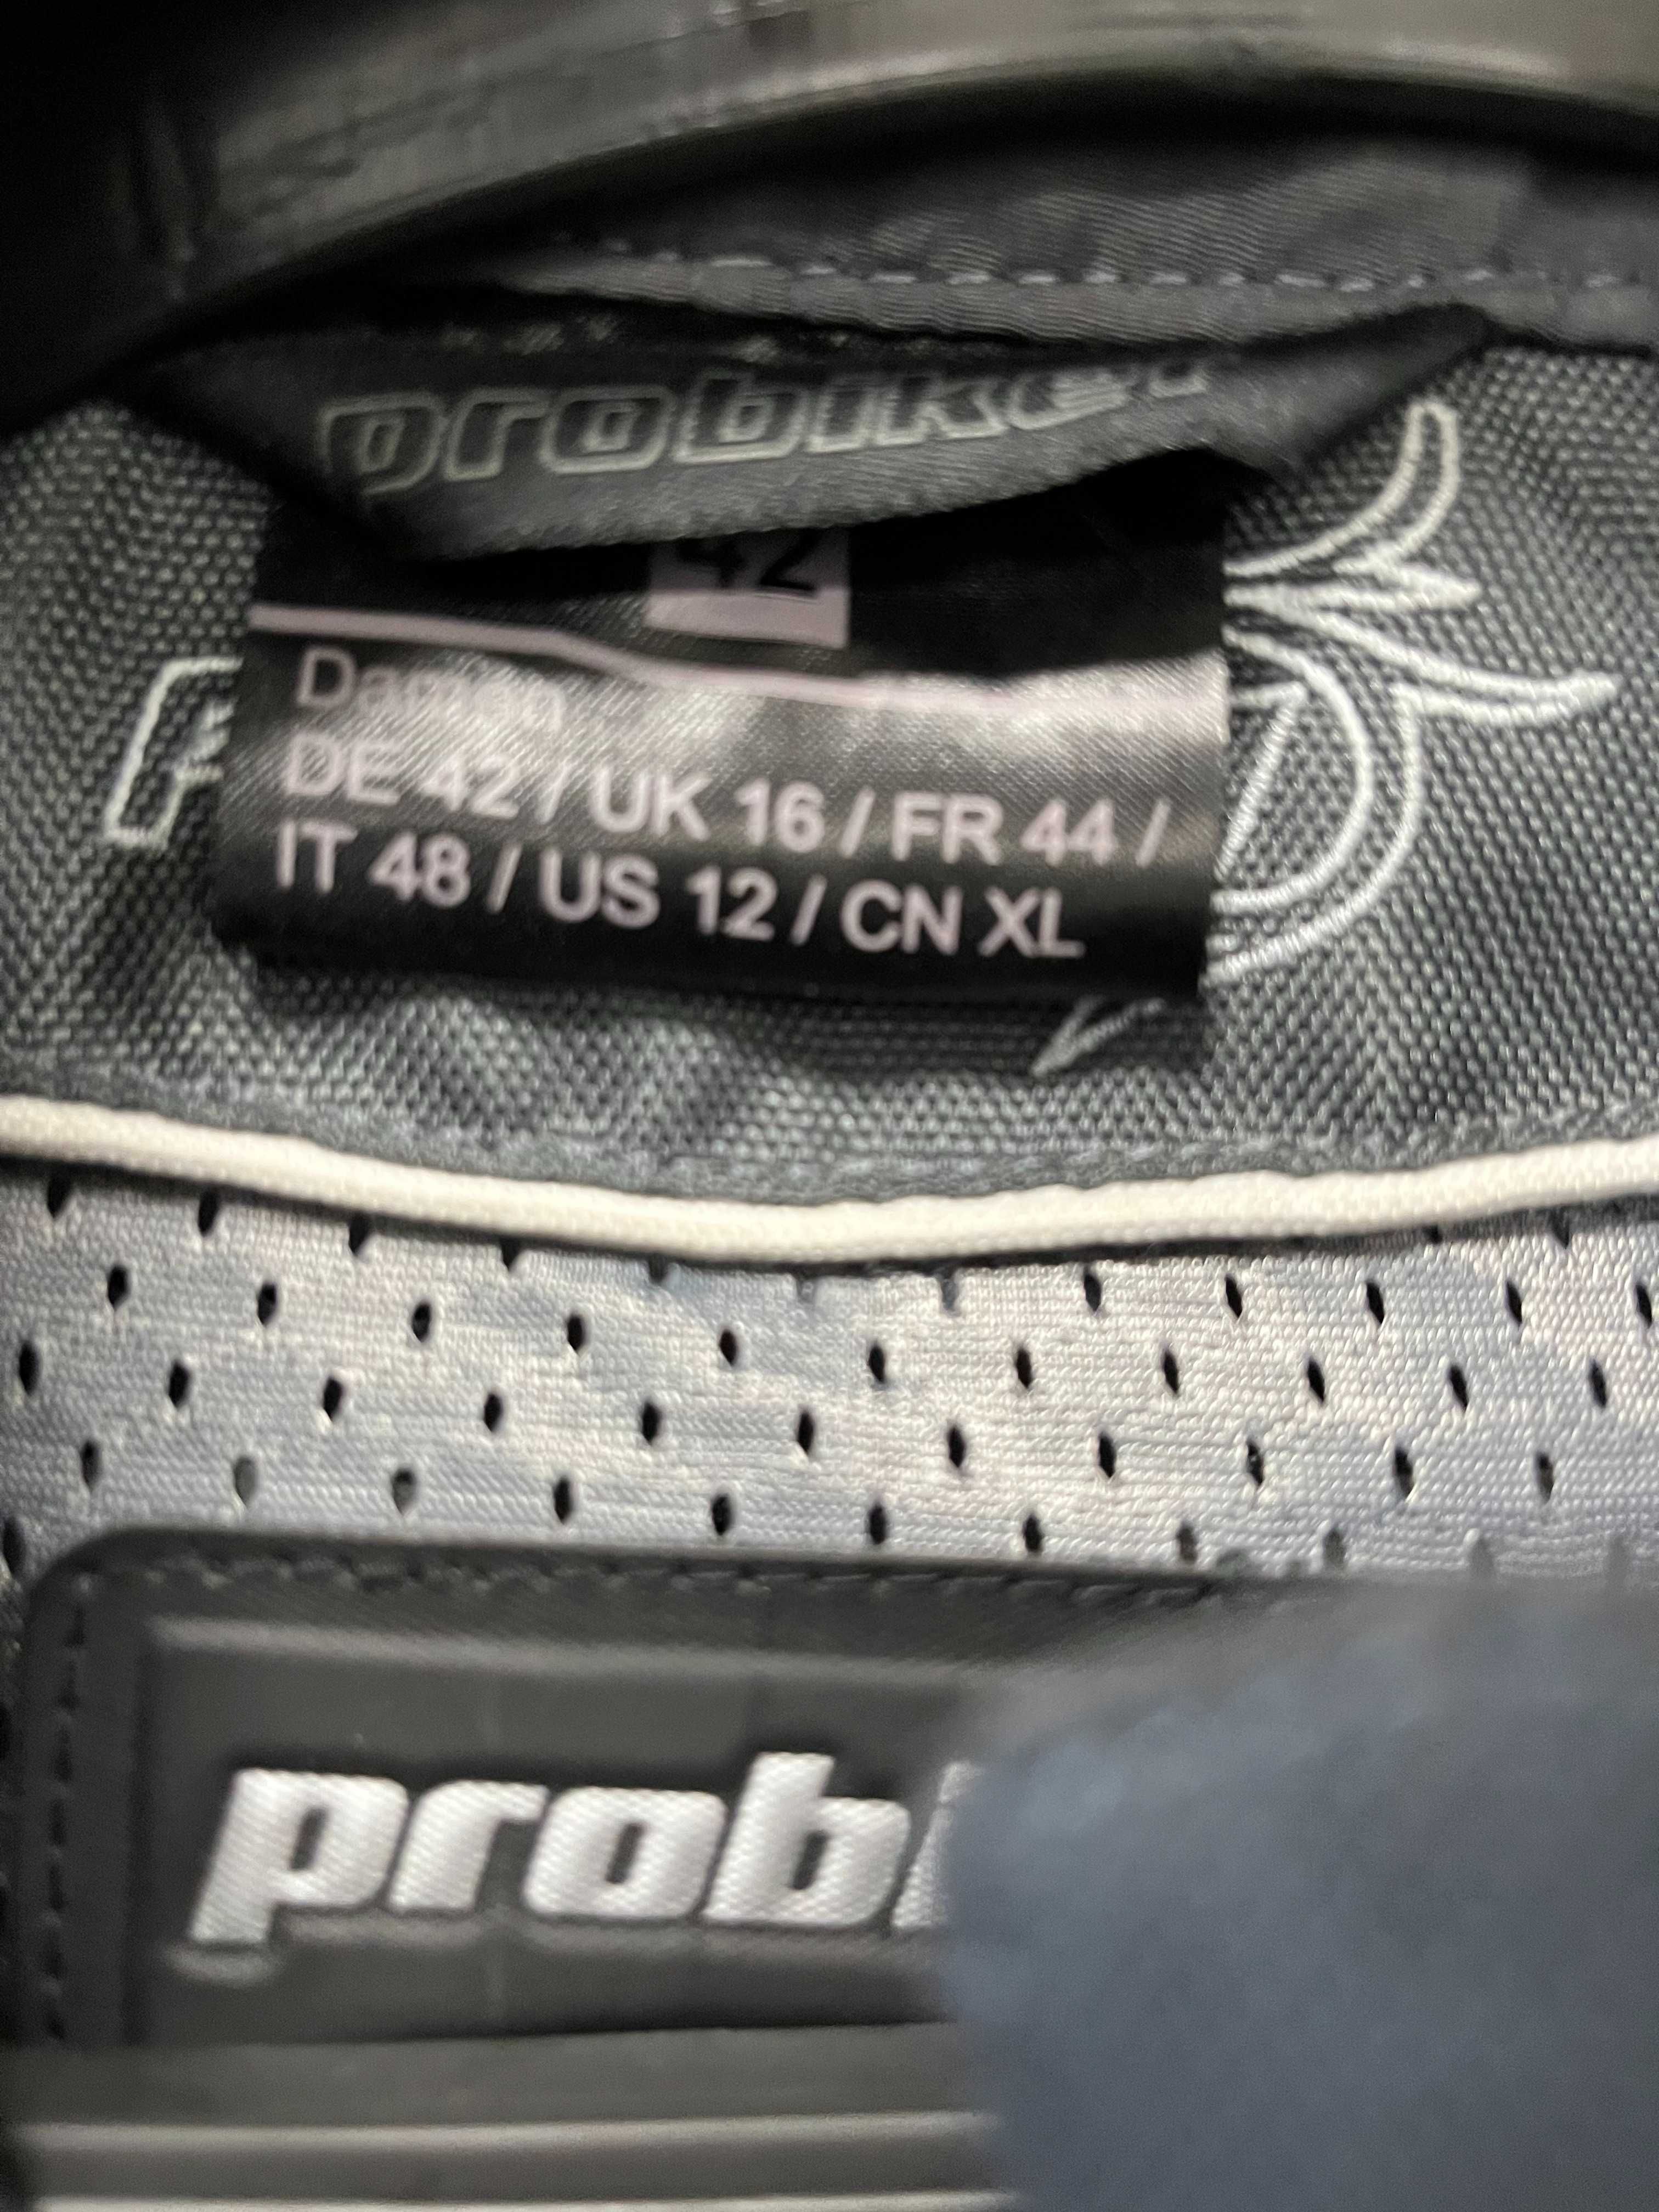 probiker
42
Damen
DE 42 / UK 16 / FR 44 /
IT 48 / US 12 / CN XL
prob